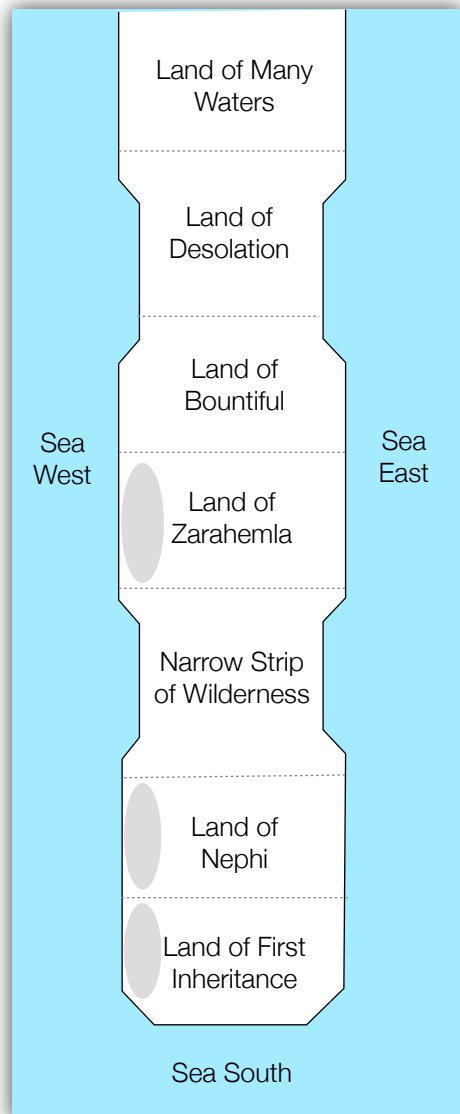 Land of Many
Waters
Land of
Desolation
Land of
Bountiful
Sea
West
Sea
East
Land of
Zarahemla
Narrow Strip
of Wilderness
Land of
Nephi
Land of First
Inheritance
Sea South